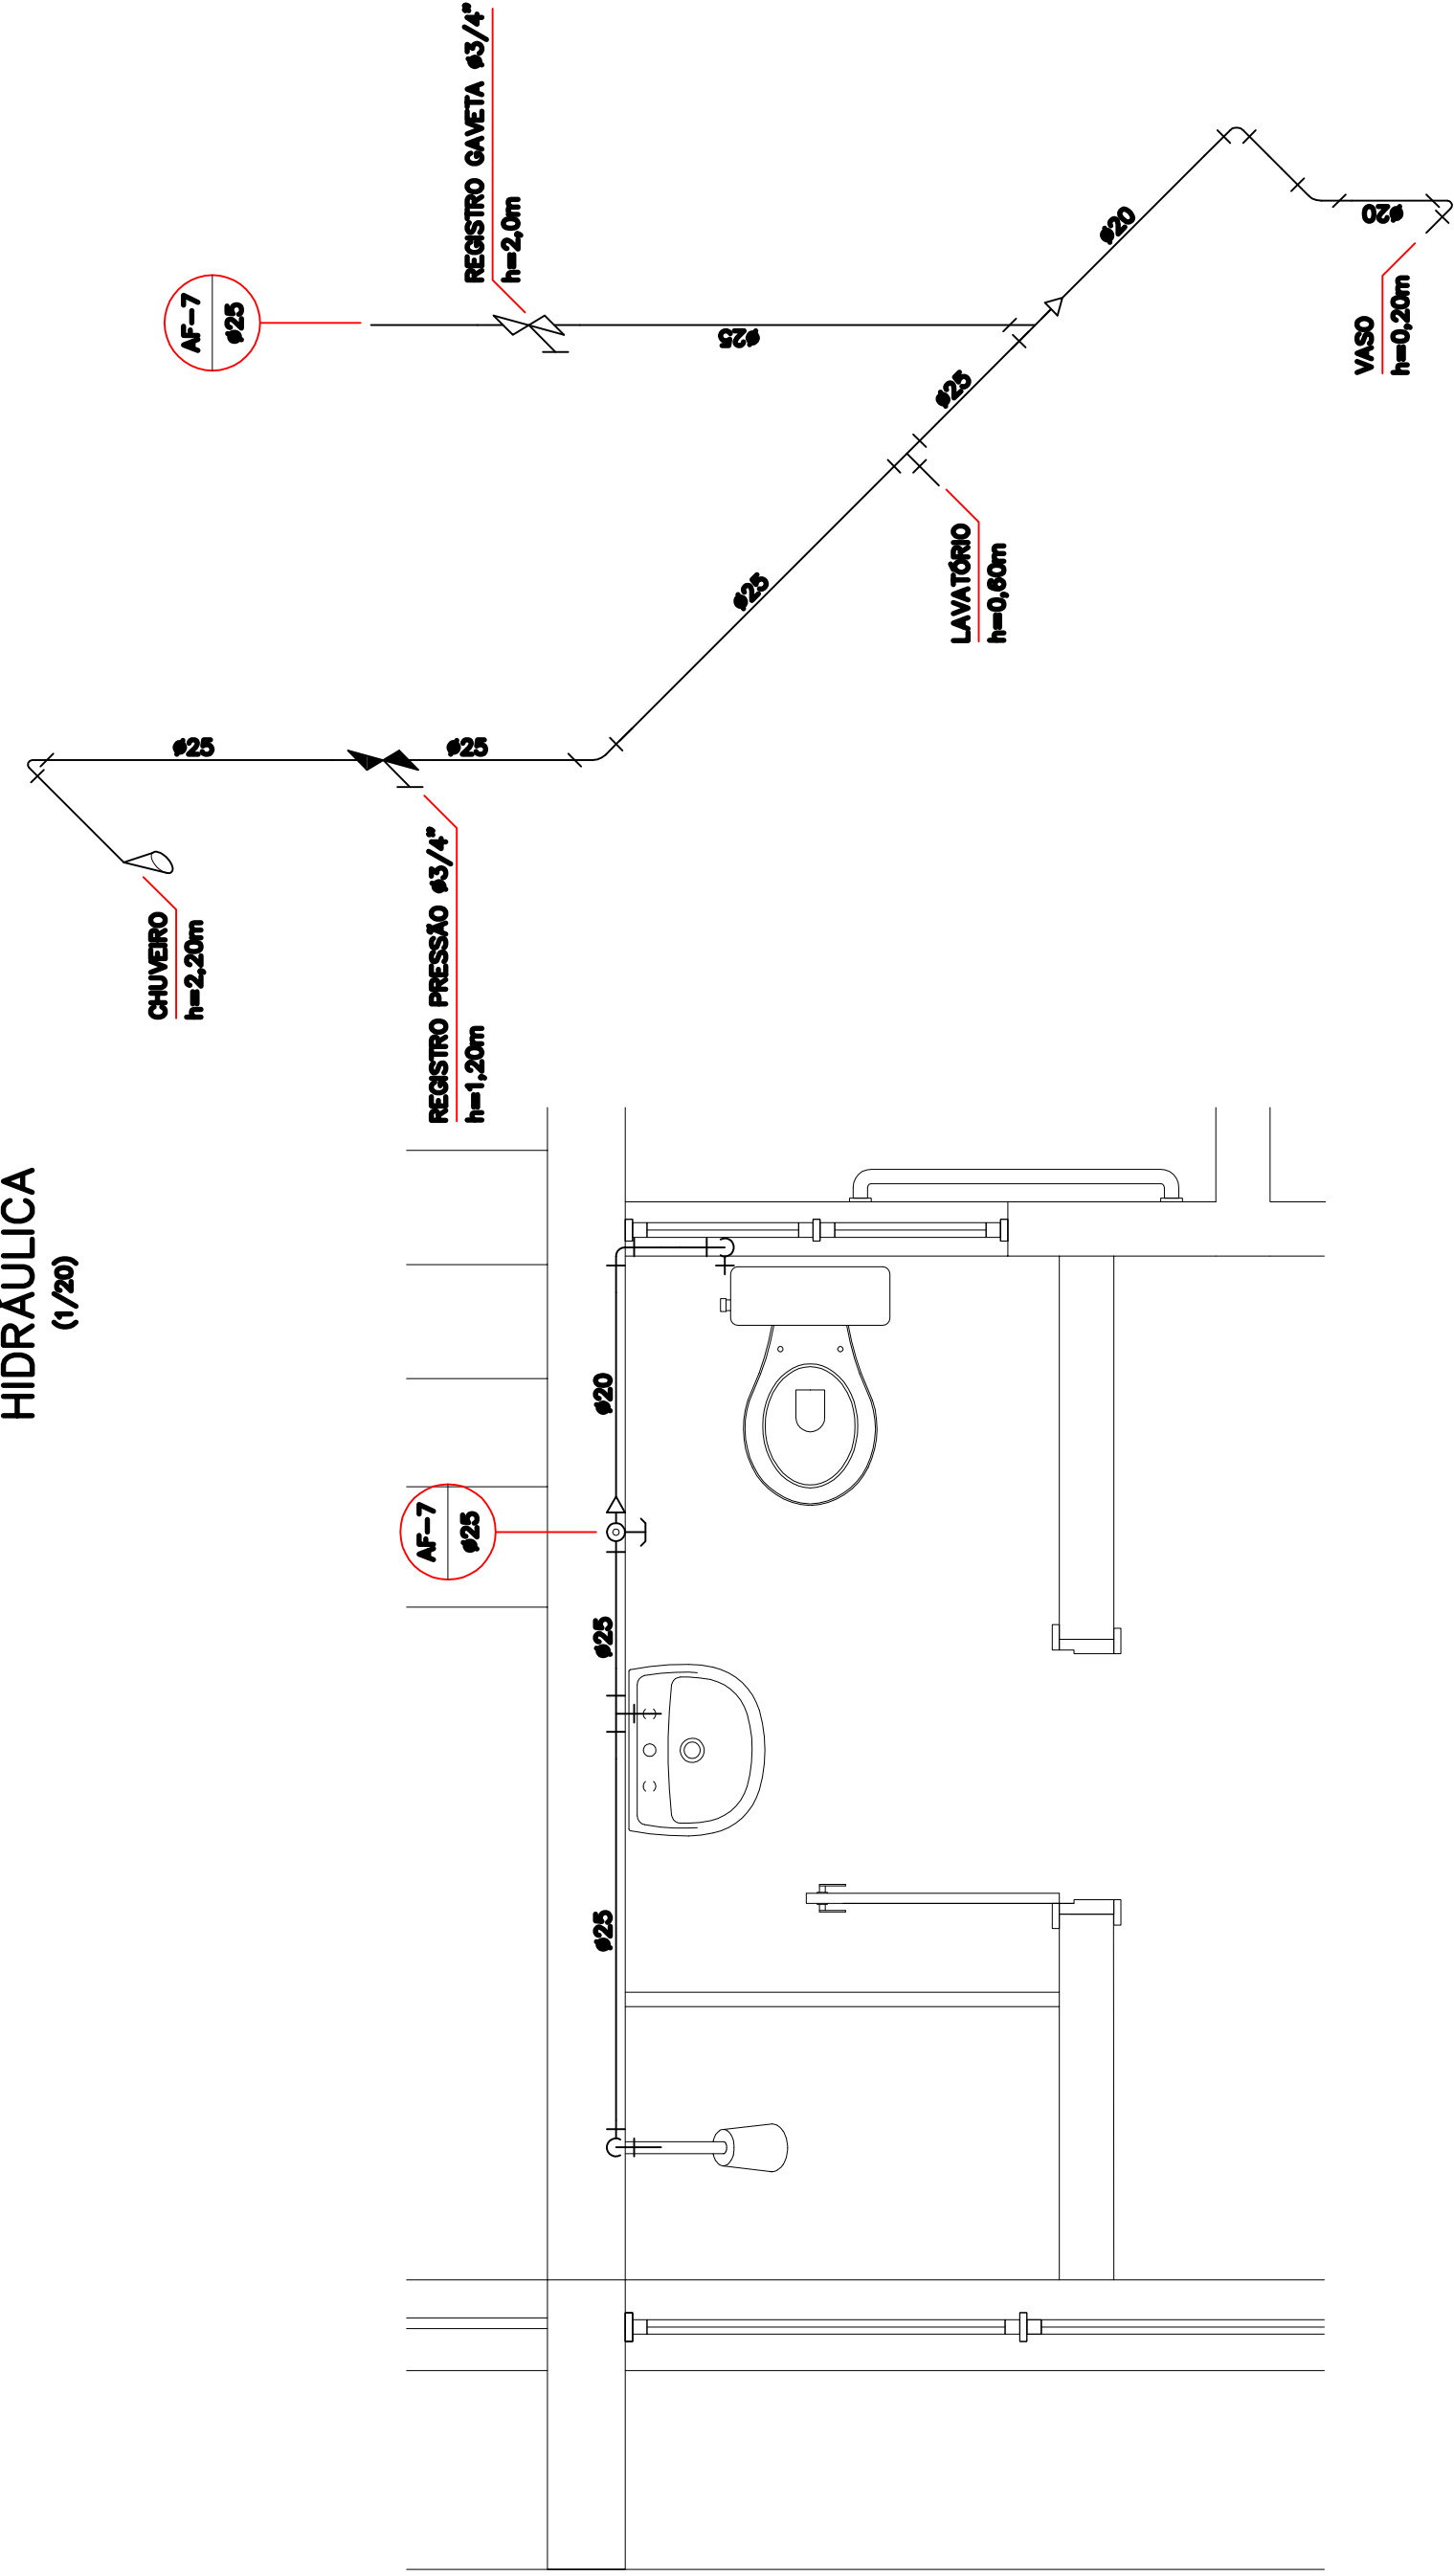 HIDRÁULICA
(1/20)
AF-7
ø25
REGISTRO GAVETA ø3/4"
h=2,0m
ø25
ø25
ø20
ø20
VASO
h=0,20m
LAVATÓRIO
h=0,60m
ø25
ø25
ø25
REGISTRO PRESSÃO ø3/4"
h=1,20m
CHUVEIRO
h=2,20m
AF-7
ø25
ø20
ø25
ø25